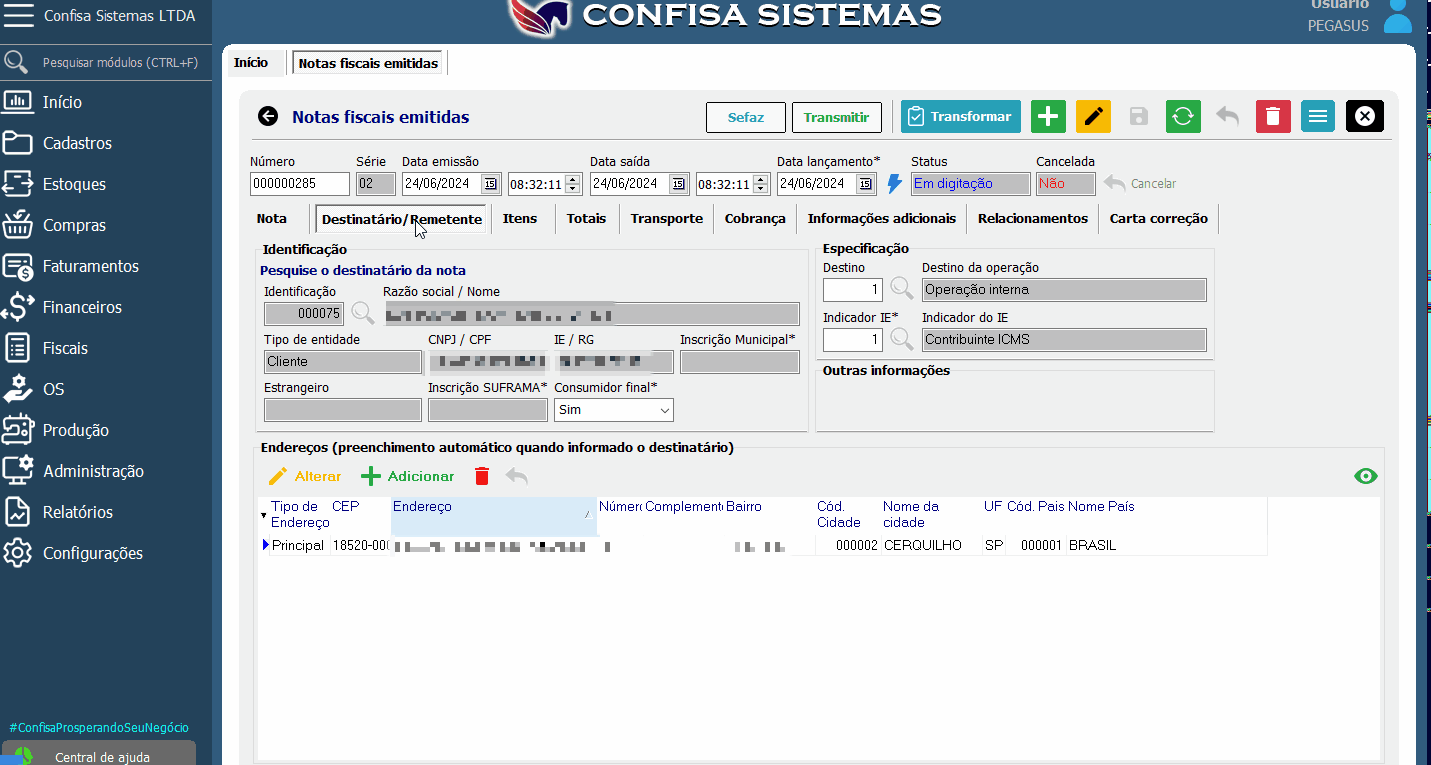 Confisa Sistemas LTDA
CONFISA SISTEMAS
Usuário
PEGASUS
Pesquisar módulos (CTRL+F)
Início
Cadastros
Estoques
Compras
Faturamentos
Financeiros
Fiscais
OS
Produção
Administração
Relatórios
Configurações
#ConfisaProsperandoSeuNegócio
Central de ajuda
Início
Notas fiscais emitidas
Notas fiscais emitidas
Sefaz
Transmitir
Transformar
Número Série Data emissão Data saída Data lançamento* Status Cancelada
000000285 02 24/06/2024 15 08:32:11 24/06/2024 15 08:32:11 24/06/2024 15 Em digitação Não Cancelar
Nota Destinatário/Remetente Itens Totais Transporte Cobrança Informações adicionais Relacionamentos Carta correção
Identificação
Pesquise o destinatário da nota
Identificação Razão social / Nome
000075
Tipo de entidade CNPJ / CPF IE / RG Inscrição Municipal*
Cliente
Estrangeiro Inscrição SUFRAMA* Consumidor final*
Sim
Especificação
Destino Destino da operação
1 Operação interna
Indicador IE* Indicador do IE
1 Contribuinte ICMS
Outras informações
Endereços (preenchimento automático quando informado o destinatário)
Alterar Adicionar
Tipo de Endereço CEP Endereço Númer Complement Bairro Cód. Cidade Nome da cidade UF Cód. Pais Nome País
Principal 18520-00 000002 CERQUILHO SP 000001 BRASIL